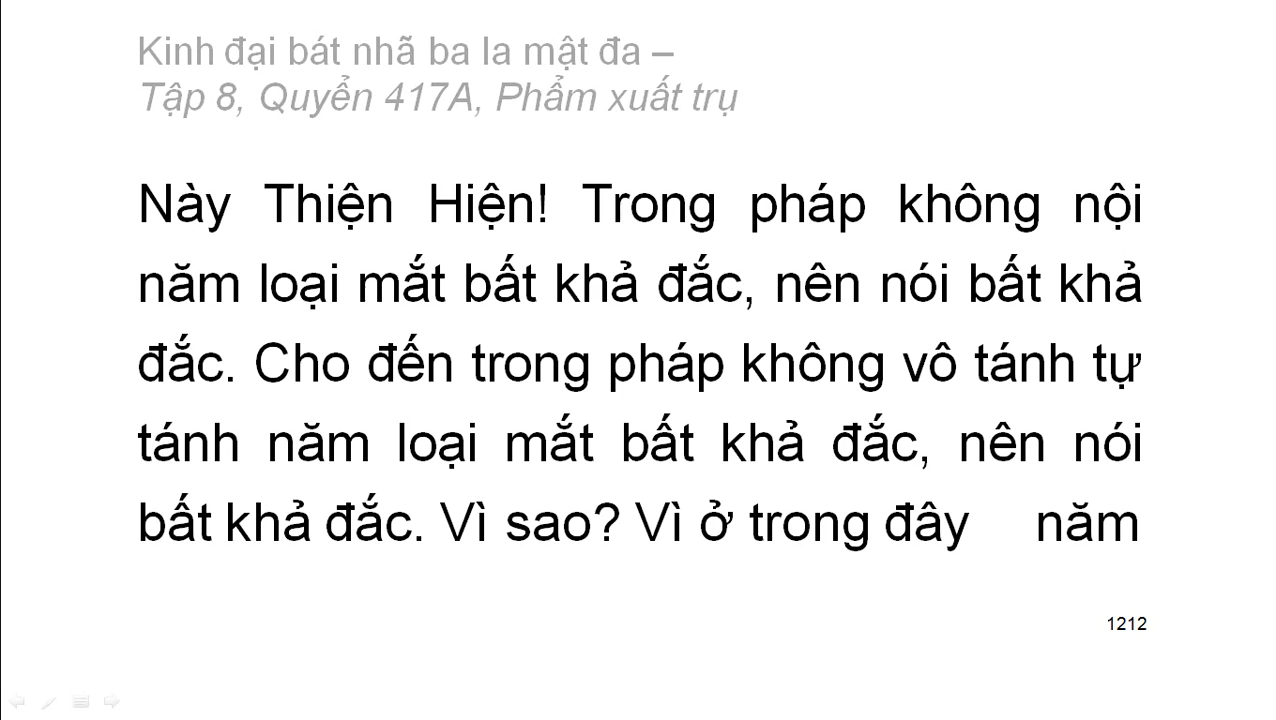 Kinh đại bát nhã ba la mật đa –
Tập 8, Quyển 417A, Phẩm xuất trụ
Này Thiện Hiện! Trong pháp không nội
năm loại mắt bất khả đắc, nên nói bất khả
đắc. Cho đến trong pháp không vô tánh tự
tánh năm loại mắt bất khả đắc, nên nói
bất khả đắc. Vì sao? Vì ở trong đây năm
1212